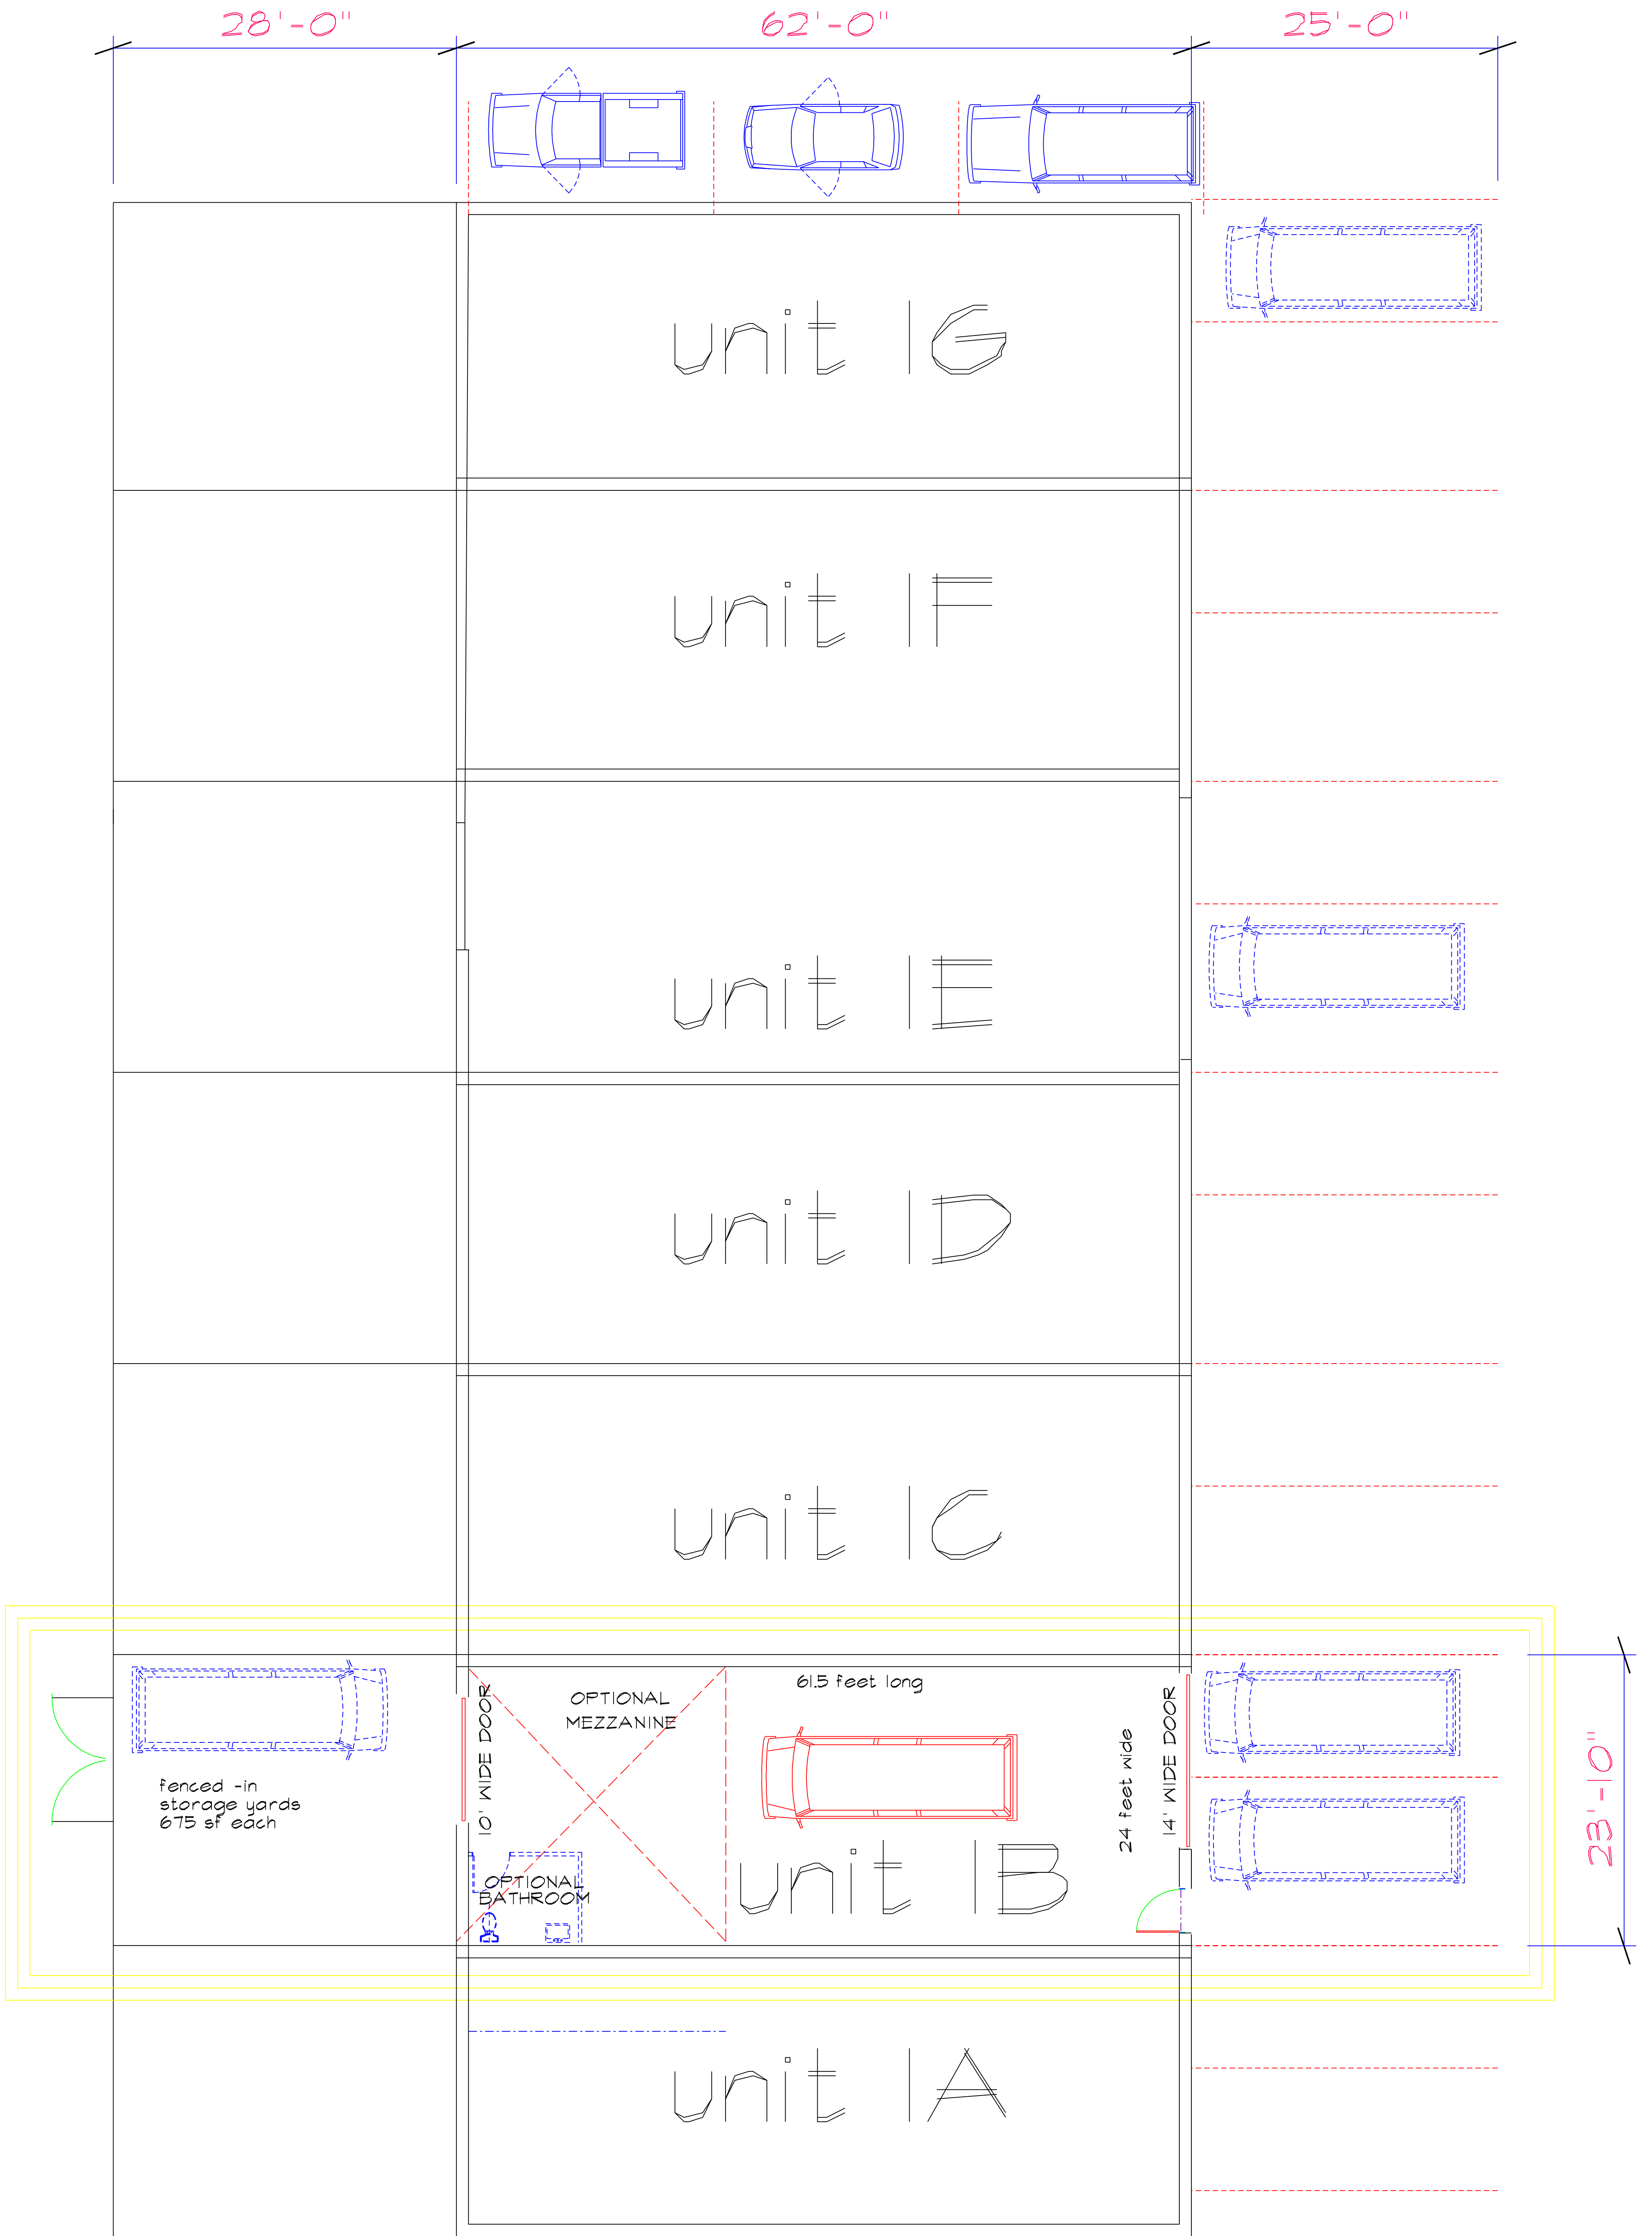 28'-0" 62'-0" 25'-0"
unit 1G
unit 1F
unit 1E
unit 1D
unit 1C
61.5 feet long
OPTIONAL
MEZZANINE
10' WIDE DOOR
24 feet wide
14' WIDE DOOR
23'-10"
fenced -in
storage yards
675 sf each
OPTIONAL
BATHROOM
unit 1B
unit 1A